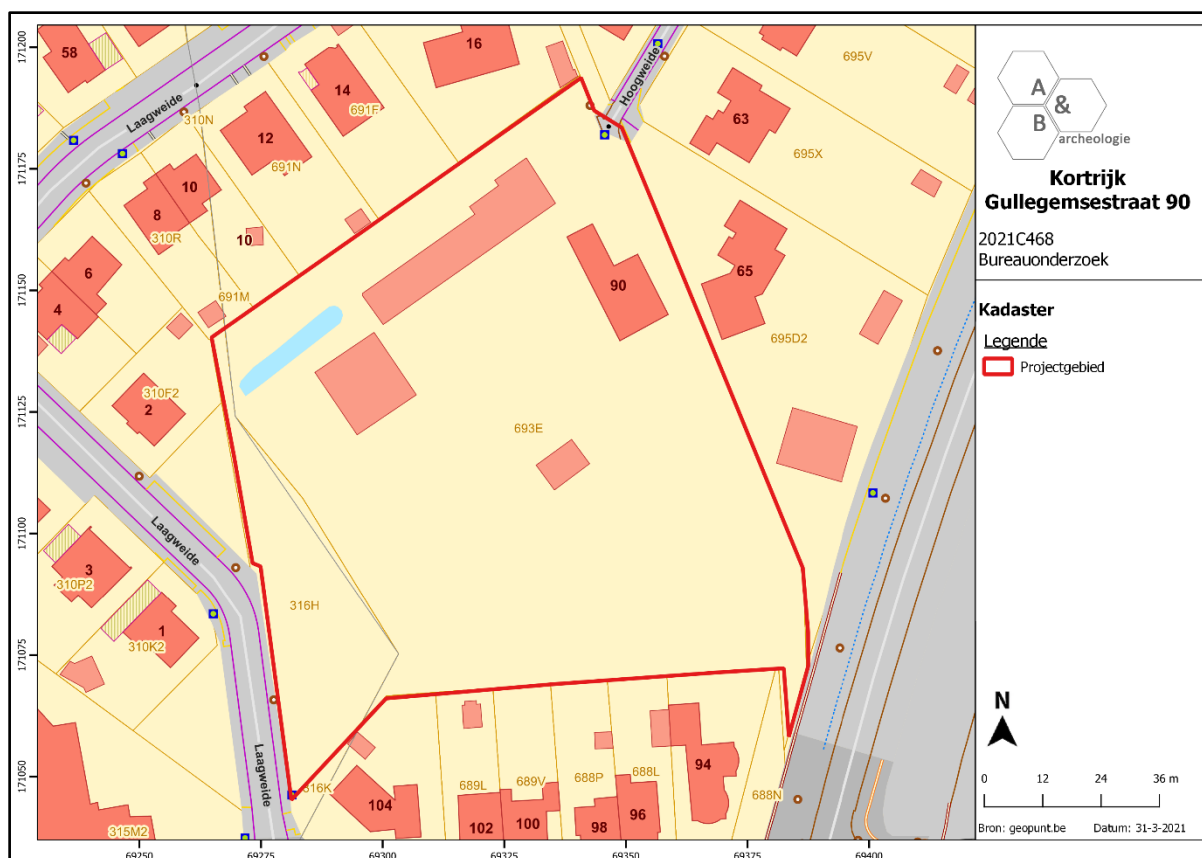 58
16
14
12
10
8
6
4
2
3
1
10
63
65
90
104
102
100
98
96
94
Laagweide
Laagweide
Laagweide
Hoogweide
310N
691F
691N
310R
691M
310F2
310P2
310K2
315M2
316H
316K
693E
695V
695X
695D2
689L
689V
688P
688L
688N
171200
171175
171150
171125
171100
171075
171050
69250
69275
69300
69325
69350
69375
69400
A
&
B
archeologie
Kortrijk
Gullegemsestraat 90
2021C468
Bureauonderzoek
Kadaster
Legende
Projectgebied
N
0 12 24 36 m
Bron: geopunt.be Datum: 31-3-2021